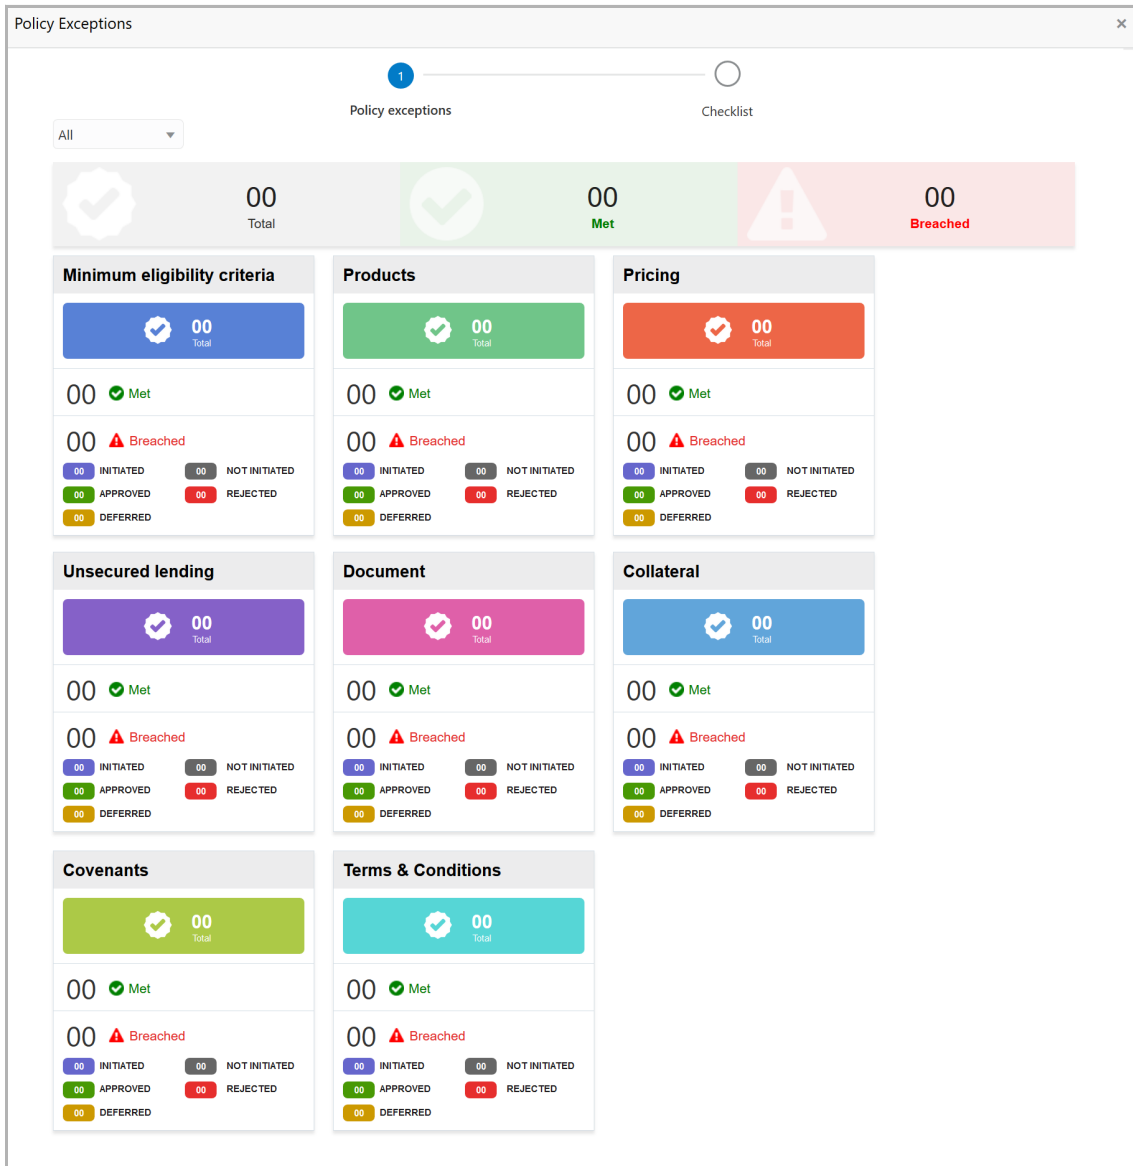 Policy Exceptions ×
1
Policy exceptions Checklist
All
00 00 00
Total Met Breached
Minimum eligibility criteria Products Pricing
00 00 00
Total Total Total
00 Met 00 Met 00 Met
00 Breached 00 Breached 00 Breached
00 INITIATED 00 NOT INITIATED 00 INITIATED 00 NOT INITIATED 00 INITIATED 00 NOT INITIATED
00 APPROVED 00 REJECTED 00 APPROVED 00 REJECTED 00 APPROVED 00 REJECTED
00 DEFERRED 00 DEFERRED 00 DEFERRED
Unsecured lending Document Collateral
00 00 00
Total Total Total
00 Met 00 Met 00 Met
00 Breached 00 Breached 00 Breached
00 INITIATED 00 NOT INITIATED 00 INITIATED 00 NOT INITIATED 00 INITIATED 00 NOT INITIATED
00 APPROVED 00 REJECTED 00 APPROVED 00 REJECTED 00 APPROVED 00 REJECTED
00 DEFERRED 00 DEFERRED 00 DEFERRED
Covenants Terms & Conditions
00 00
Total Total
00 Met 00 Met
00 Breached 00 Breached
00 INITIATED 00 NOT INITIATED 00 INITIATED 00 NOT INITIATED
00 APPROVED 00 REJECTED 00 APPROVED 00 REJECTED
00 DEFERRED 00 DEFERRED